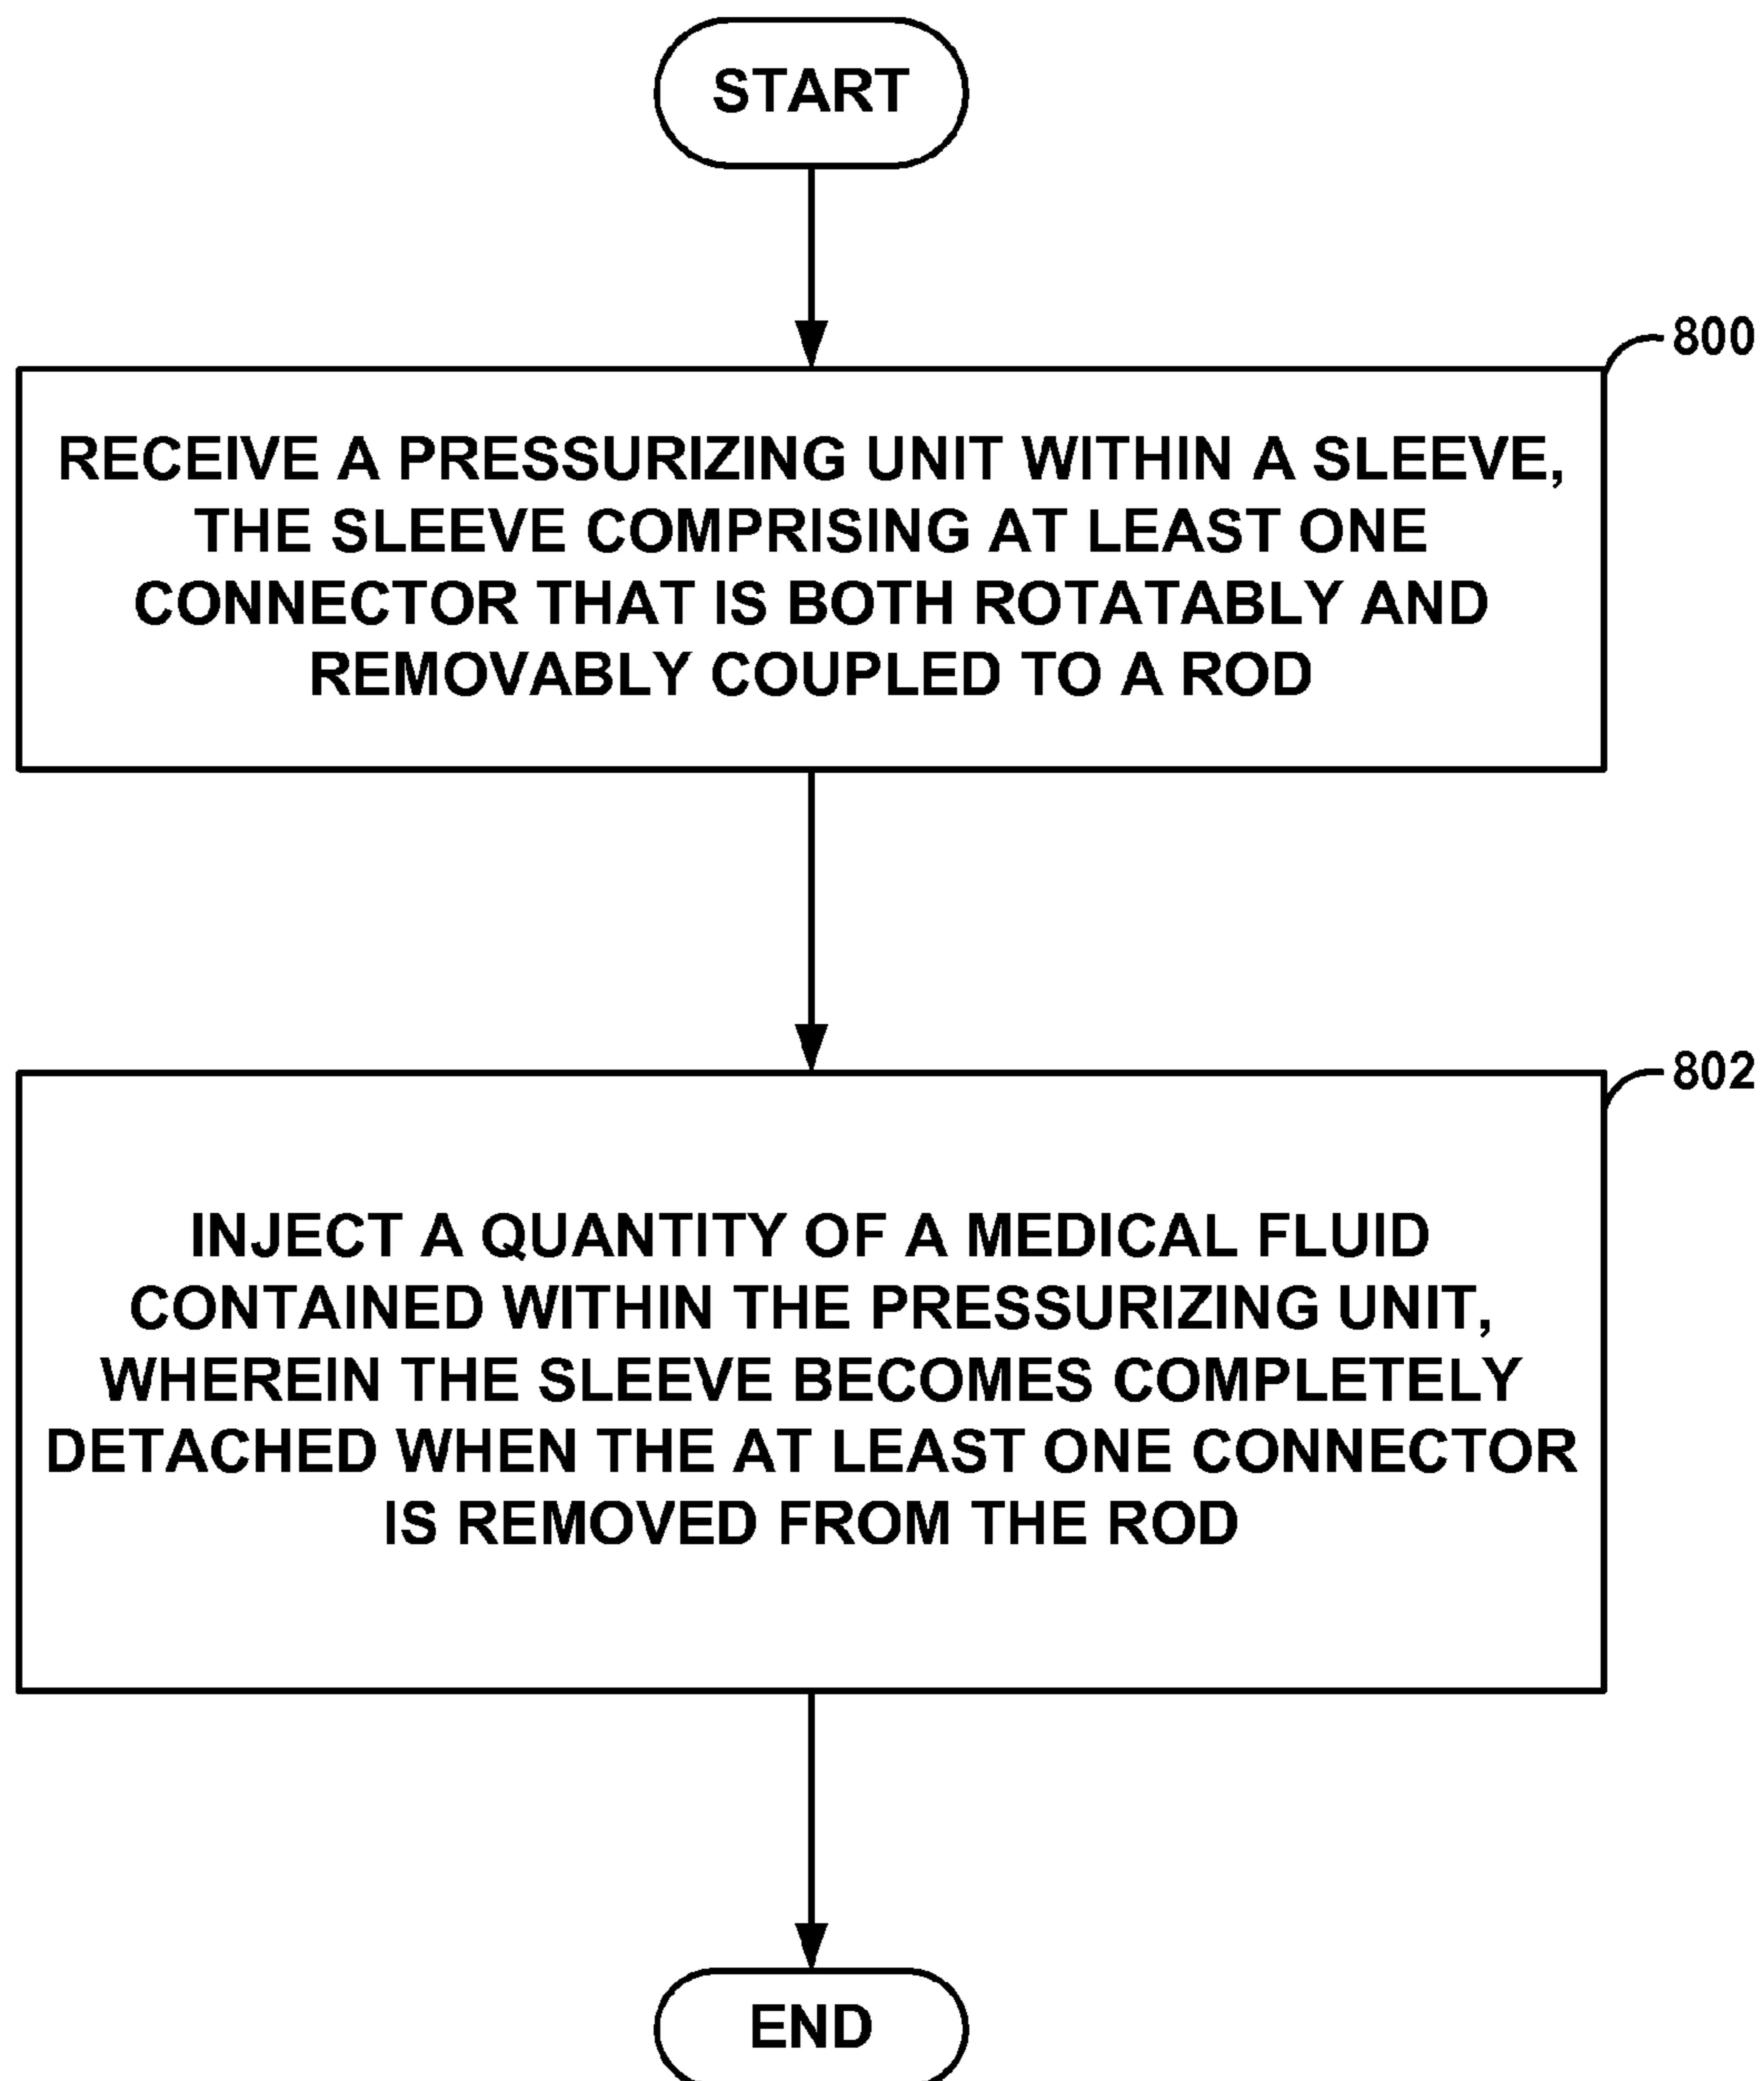 START
800
RECEIVE A PRESSURIZING UNIT WITHIN A SLEEVE,
THE SLEEVE COMPRISING AT LEAST ONE
CONNECTOR THAT IS BOTH ROTATABLY AND
REMOVABLY COUPLED TO A ROD
802
INJECT A QUANTITY OF A MEDICAL FLUID
CONTAINED WITHIN THE PRESSURIZING UNIT,
WHEREIN THE SLEEVE BECOMES COMPLETELY
DETACHED WHEN THE AT LEAST ONE CONNECTOR
IS REMOVED FROM THE ROD
END